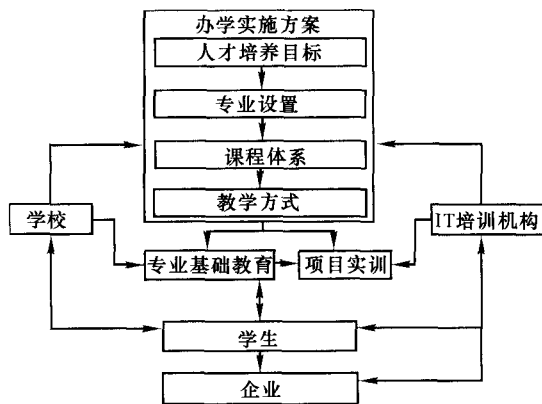 办学实施方案
人才培养目标
专业设置
课程体系
教学方式
学校
IT培训机构
专业基础教育
项目实训
学生
企业